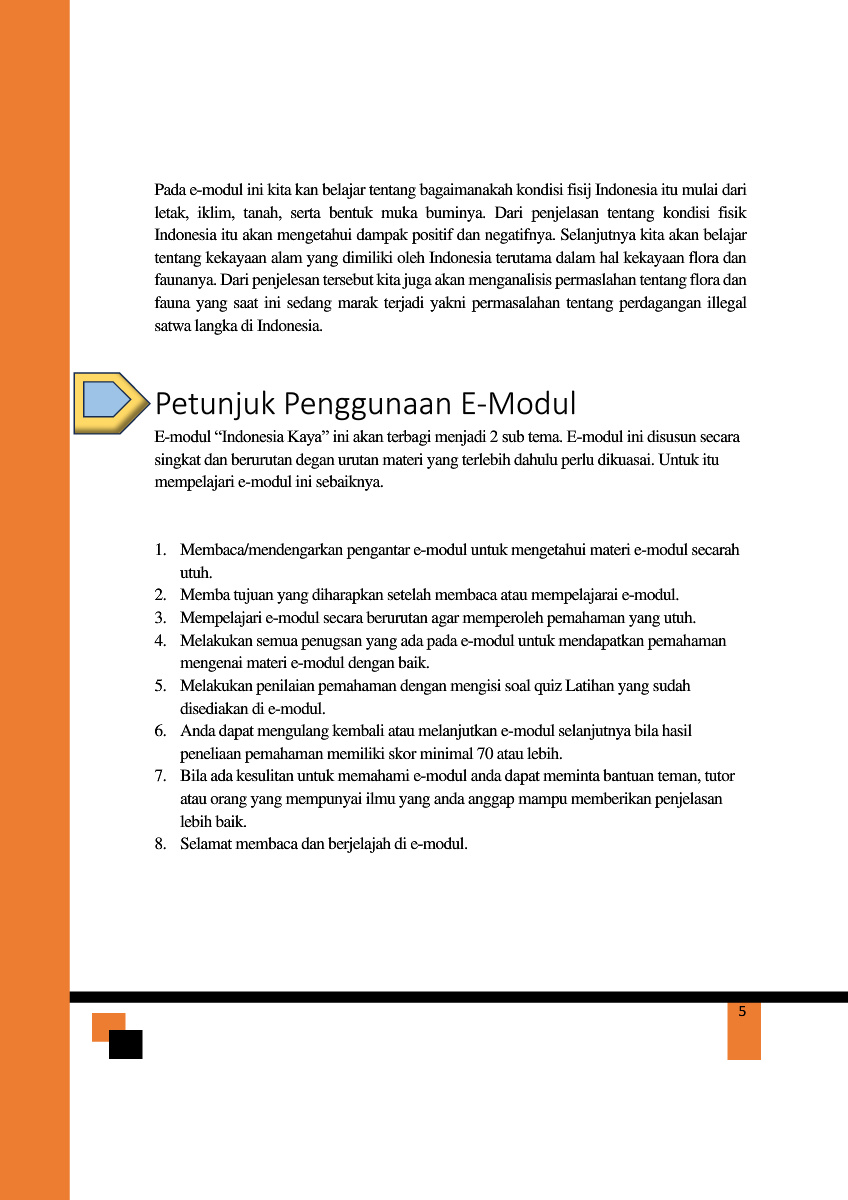 Pada e-modul ini kita kan belajar tentang bagaimanakah kondisi fisij Indonesia itu mulai dari
letak, iklim, tanah, serta bentuk muka buminya. Dari penjelasan tentang kondisi fisik
Indonesia itu akan mengetahui dampak positif dan negatifnya. Selanjutnya kita akan belajar
tentang kekayaan alam yang dimiliki oleh Indonesia terutama dalam hal kekayaan flora dan
faunanya. Dari penjelesan tersebut kita juga akan menganalisis permaslahan tentang flora dan
fauna yang saat ini sedang marak terjadi yakni permasalahan tentang perdagangan illegal
satwa langka di Indonesia.
Petunjuk Penggunaan E-Modul
E-modul “Indonesia Kaya” ini akan terbagi menjadi 2 sub tema. E-modul ini disusun secara
singkat dan berurutan degan urutan materi yang terlebih dahulu perlu dikuasai. Untuk itu
mempelajari e-modul ini sebaiknya.
1. Membaca/mendengarkan pengantar e-modul untuk mengetahui materi e-modul secarah
utuh.
2. Memba tujuan yang diharapkan setelah membaca atau mempelajarai e-modul.
3. Mempelajari e-modul secara berurutan agar memperoleh pemahaman yang utuh.
4. Melakukan semua penugsan yang ada pada e-modul untuk mendapatkan pemahaman
mengenai materi e-modul dengan baik.
5. Melakukan penilaian pemahaman dengan mengisi soal quiz Latihan yang sudah
disediakan di e-modul.
6. Anda dapat mengulang kembali atau melanjutkan e-modul selanjutnya bila hasil
peneliaan pemahaman memiliki skor minimal 70 atau lebih.
7. Bila ada kesulitan untuk memahami e-modul anda dapat meminta bantuan teman, tutor
atau orang yang mempunyai ilmu yang anda anggap mampu memberikan penjelasan
lebih baik.
8. Selamat membaca dan berjelajah di e-modul.
5